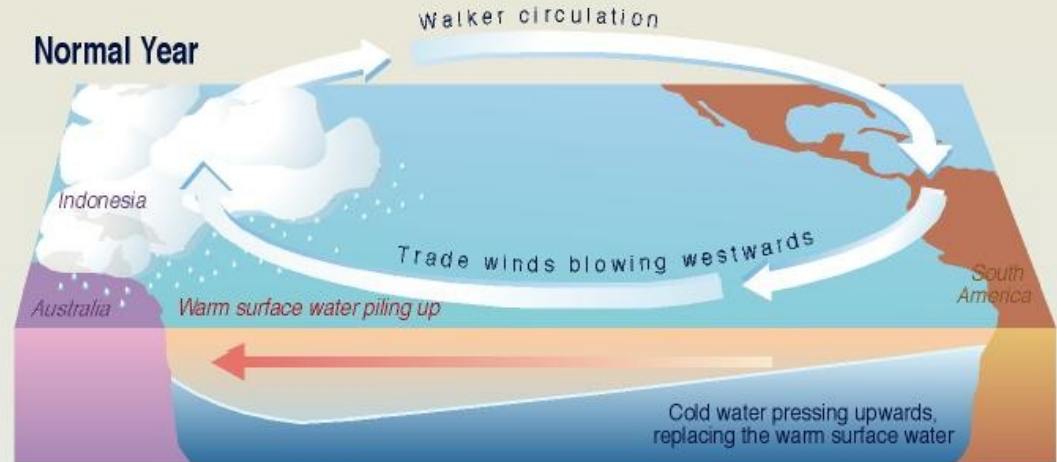 Walker circulation
Normal Year
Indonesia
Trade winds blowing westwards
South
America
Australia
Warm surface water piling up
Cold water pressing upwards,
replacing the warm surface water